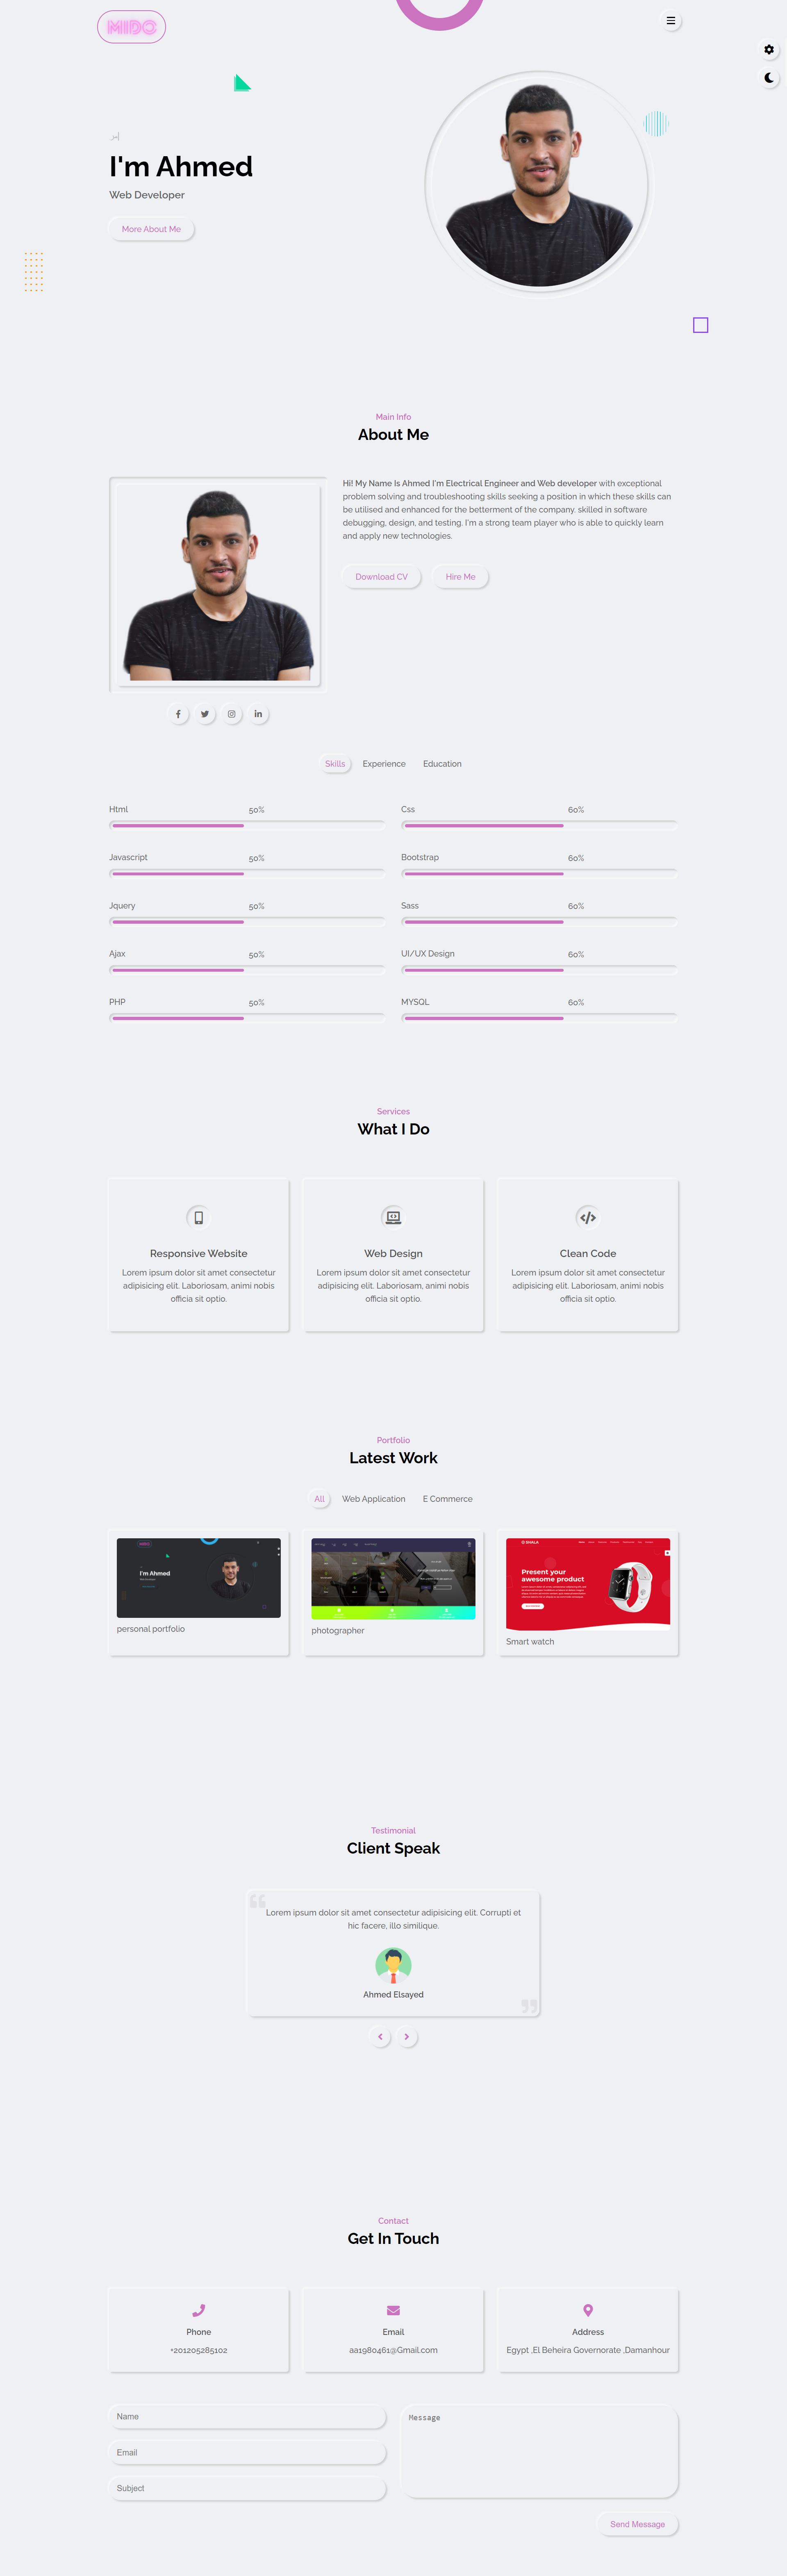 MIDO
I'm Ahmed
Web Developer
More About Me
Main Info
About Me
Hi! My Name Is Ahmed I'm Electrical Engineer and Web developer with exceptional
problem solving and troubleshooting skills seeking a position in which these skills can
be utilised and enhanced for the betterment of the company. skilled in software
debugging, design, and testing. I'm a strong team player who is able to quickly learn
and apply new technologies.
Download CV Hire Me
Skills Experience Education
Html 50% Css 60%
Javascript 50% Bootstrap 60%
Jquery 50% Sass 60%
Ajax 50% UI/UX Design 60%
PHP 50% MYSQL 60%
Services
What I Do
Responsive Website
Lorem ipsum dolor sit amet consectetur
adipisicing elit. Laboriosam, animi nobis
officia sit optio.
Web Design
Lorem ipsum dolor sit amet consectetur
adipisicing elit. Laboriosam, animi nobis
officia sit optio.
Clean Code
Lorem ipsum dolor sit amet consectetur
adipisicing elit. Laboriosam, animi nobis
officia sit optio.
Portfolio
Latest Work
All Web Application E Commerce
I'm Ahmed
personal portfolio
photographer
Present your
awesome product
Smart watch
Testimonial
Client Speak
Lorem ipsum dolor sit amet consectetur adipisicing elit. Corrupti et
hic facere, illo similique.
Ahmed Elsayed
Contact
Get In Touch
Phone
+201205285102
Email
aa1980461@Gmail.com
Address
Egypt ,El Beheira Governorate ,Damanhour
Name
Email
Subject
Message
Send Message